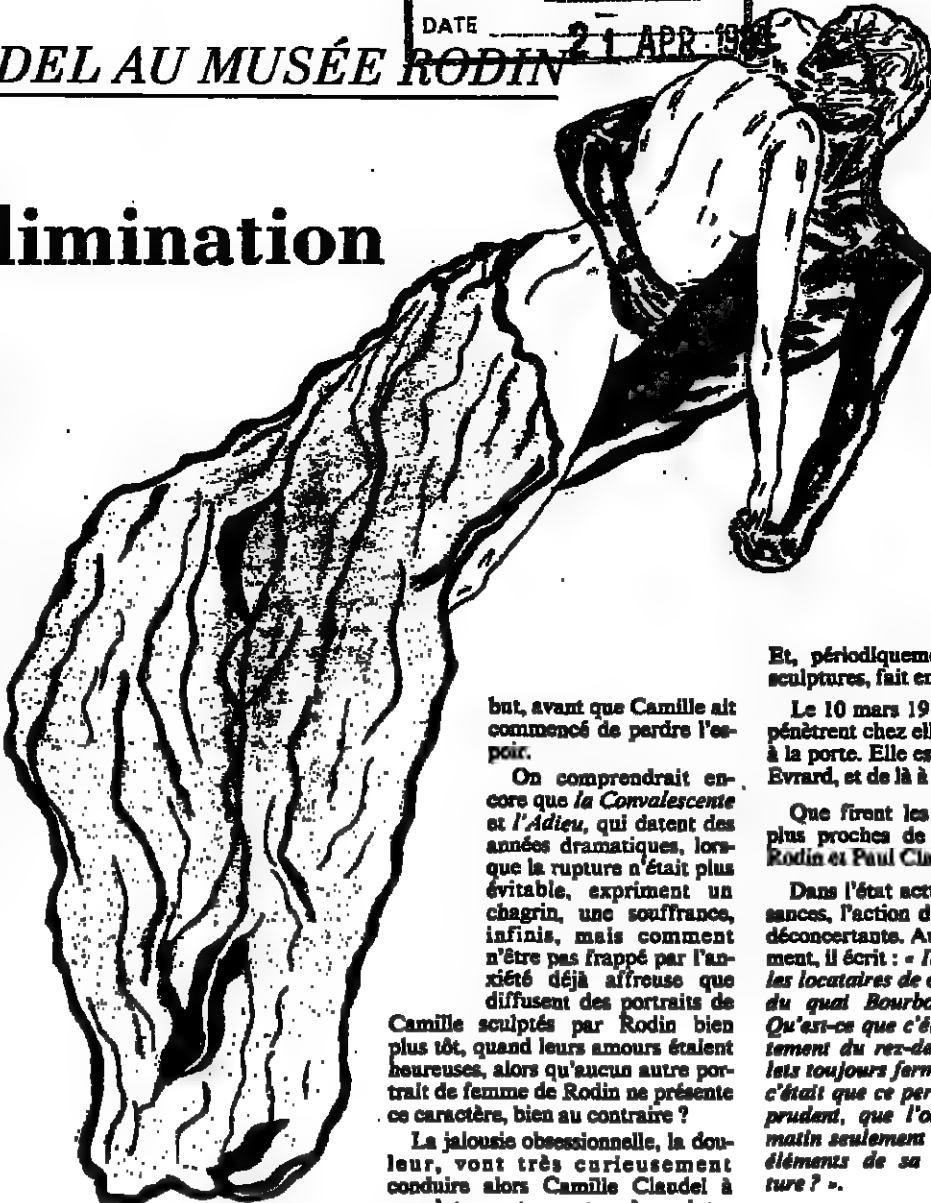 DATE
21 APR 198
DEL AU MUSÉE RODIN
limination
but, avant que Camille ait
commencé de perdre l'es-
poir.
On comprendrait en-
core que la Convalescente
et l'Adieu, qui datent des
années dramatiques, lors-
que la rupture n'était plus
évitable, expriment un
chagrin, une souffrance,
infinis, mais comment
n'être pas frappé par l'an-
xiété déjà affreuse que
diffusent des portraits de
Camille sculptés par Rodin bien
plus tôt, quand leurs amours étaient
heureuses, alors qu'aucun autre por-
trait de femme de Rodin ne présente
ce caractère, bien au contraire ?
La jalousie obsessionnelle, la dou-
leur, vont très curieusement
conduire alors Camille Claudel à
Et, périodiqueme
sculptures, fait en
Le 10 mars 19
pénètrent chez ell
à la porte. Elle es
Evrard, et de là à
Que firent les
plus proches de
Rodin et Paul Cla
Dans l'état actu
sances, l'action d
déconcertante. Au
ment, il écrit : « I
les locataires de c
du quai Bourbo
Qu'est-ce que c'é
tement du rez-de
lets toujours ferm
c'était que ce per
prudent, que l'o
matin seulement
éléments de sa
ture ? ».